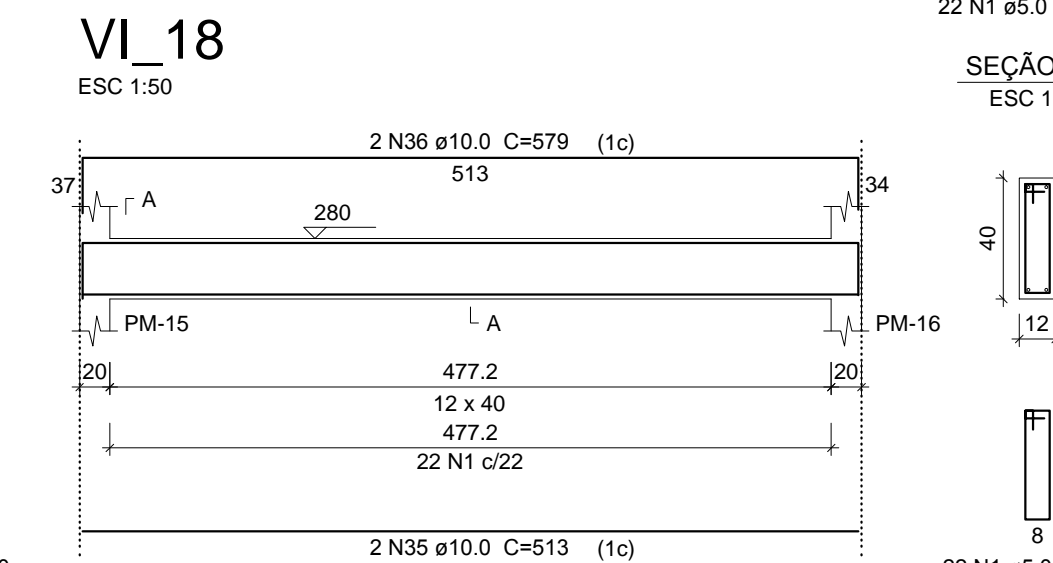 22 N1 ø5.0
VI_18
ESC 1:50
SEÇÃO
ESC 1
2 N36 ø10.0 C=579 (1c)
513
37
34
A
280
40
PM-15
A
PM-16
12
20
477.2
20
12 x 40
477.2
22 N1 c/22
8
2 N35 ø10.0 C=513 (1c)